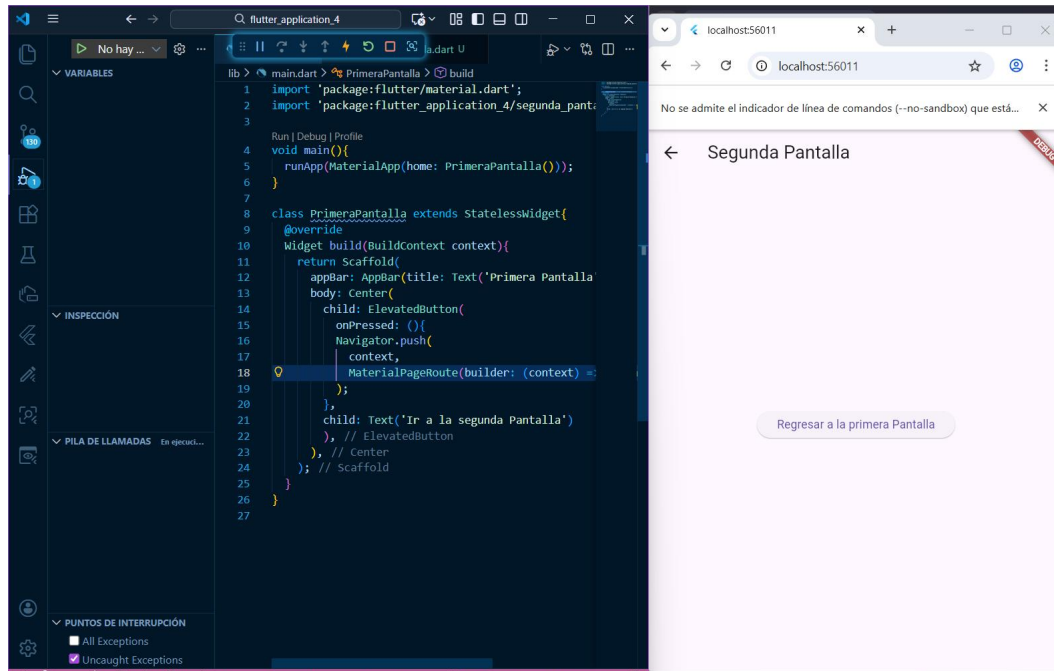 flutter_application_4
No hay ...
la.dart U
lib > main.dart > PrimeraPantalla > build
VARIABLES
1 import 'package:flutter/material.dart';
2 import 'package:flutter_application_4/segunda_panta
3
Run | Debug | Profile
4 void main(){
5 runApp(MaterialApp(home: PrimeraPantalla()));
6 }
7
8 class PrimeraPantalla extends StatelessWidget{
9 @override
10 Widget build(BuildContext context){
11 return Scaffold(
12 appBar: AppBar(title: Text('Primera Pantalla'
13 body: Center(
14 child: ElevatedButton(
15 onPressed: (){
16 Navigator.push(
17 context,
18 MaterialPageRoute(builder: (context) =
19 );
20 },
21 child: Text('Ir a la segunda Pantalla')
22 ), // ElevatedButton
23 ), // Center
24 ); // Scaffold
25 }
26 }
27
130
1
INSPECCIÓN
PILA DE LLAMADAS En ejecuci...
PUNTOS DE INTERRUPCIÓN
All Exceptions
Uncaught Exceptions
localhost:56011
localhost:56011
No se admite el indicador de línea de comandos (--no-sandbox) que está...
DEBUG
Segunda Pantalla
Regresar a la primera Pantalla